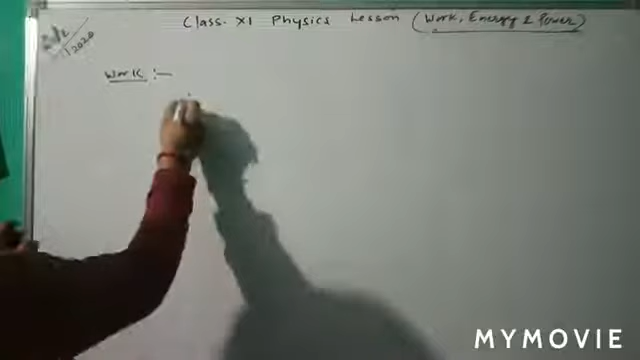 Class. XI Physics Lesson (Work, Energy & Power)
2020
Work :-
MYMOVIE